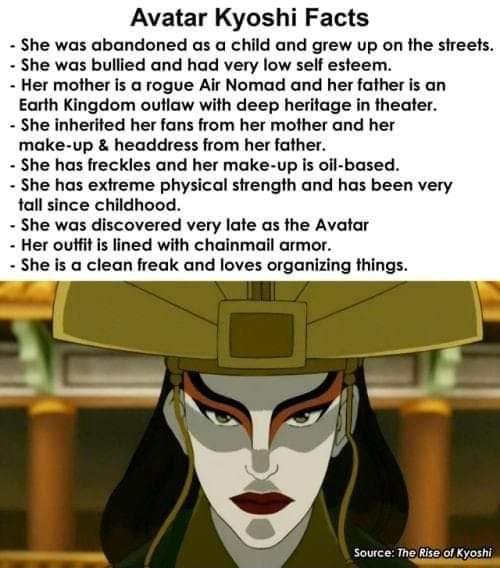 Avatar Kyoshi Facts
- She was abandoned as a child and grew up on the streets.
- She was bullied and had very low self esteem.
- Her mother is a rogue Air Nomad and her father is an
Earth Kingdom outlaw with deep heritage in theater.
- She inherited her fans from her mother and her
make-up & headdress from her father.
- She has freckles and her make-up is oil-based.
- She has extreme physical strength and has been very
tall since childhood.
- She was discovered very late as the Avatar
- Her outfit is lined with chainmail armor.
- She is a clean freak and loves organizing things.
Source: The Rise of Kyoshi